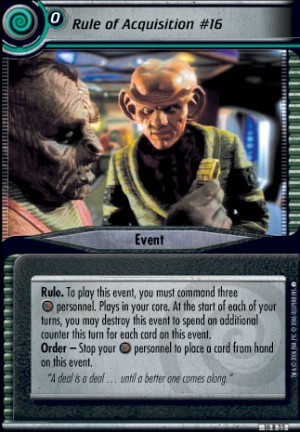 0 Rule of Acquisition #16
Event
Rule. To play this event, you must command three
personnel. Plays in your core. At the start of each of your
turns, you may destroy this event to spend an additional
counter this turn for each card on this event.
Order – Stop your personnel to place a card from hand
on this event.
"A deal is a deal ... until a better one comes along."